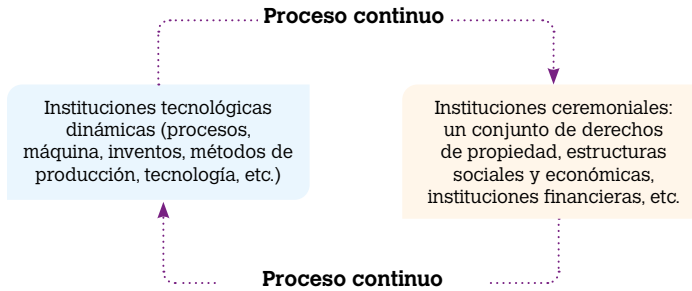 Proceso continuo
Instituciones tecnológicas
dinámicas (procesos,
máquina, inventos, métodos de
producción, tecnología, etc.)
Instituciones ceremoniales:
un conjunto de derechos
de propiedad, estructuras
sociales y económicas,
instituciones financieras, etc.
Proceso continuo